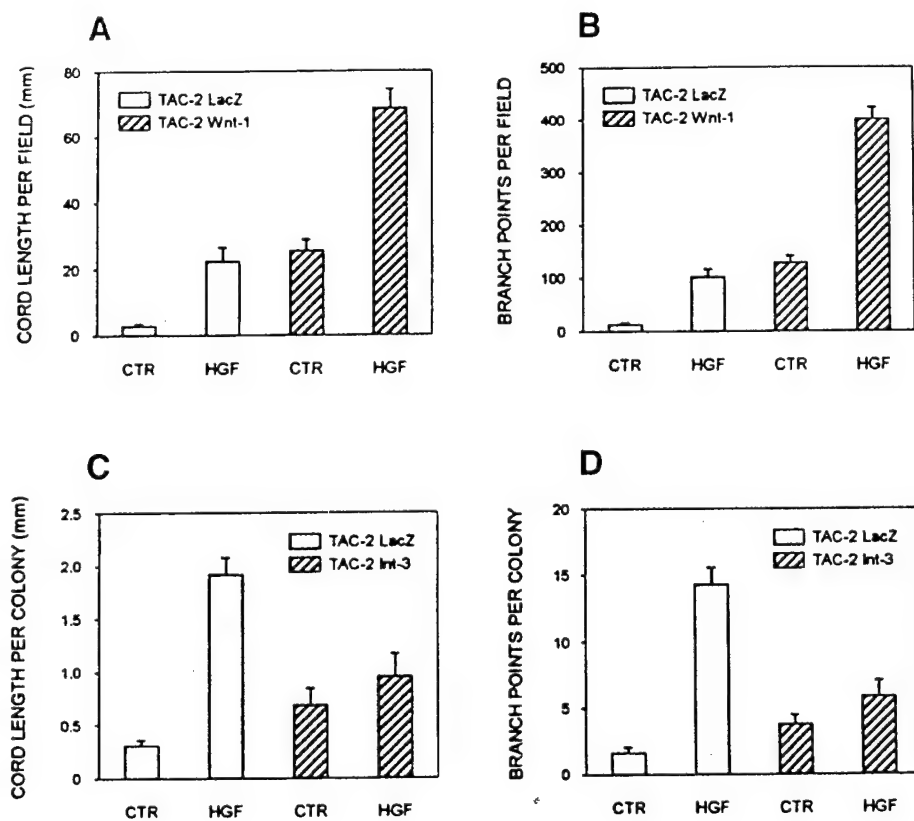 A
CORD LENGTH PER FIELD (mm)
80
60
40
20
0
TAC-2 LacZ
TAC-2 Wnt-1
CTR HGF CTR HGF
B
BRANCH POINTS PER FIELD
500
400
300
200
100
0
TAC-2 LacZ
TAC-2 Wnt-1
CTR HGF CTR HGF
C
CORD LENGTH PER COLONY (mm)
2.5
2.0
1.5
1.0
0.5
0
TAC-2 LacZ
TAC-2 Int-3
CTR HGF CTR HGF
D
BRANCH POINTS PER COLONY
20
15
10
5
0
TAC-2 LacZ
TAC-2 Int-3
CTR HGF CTR HGF